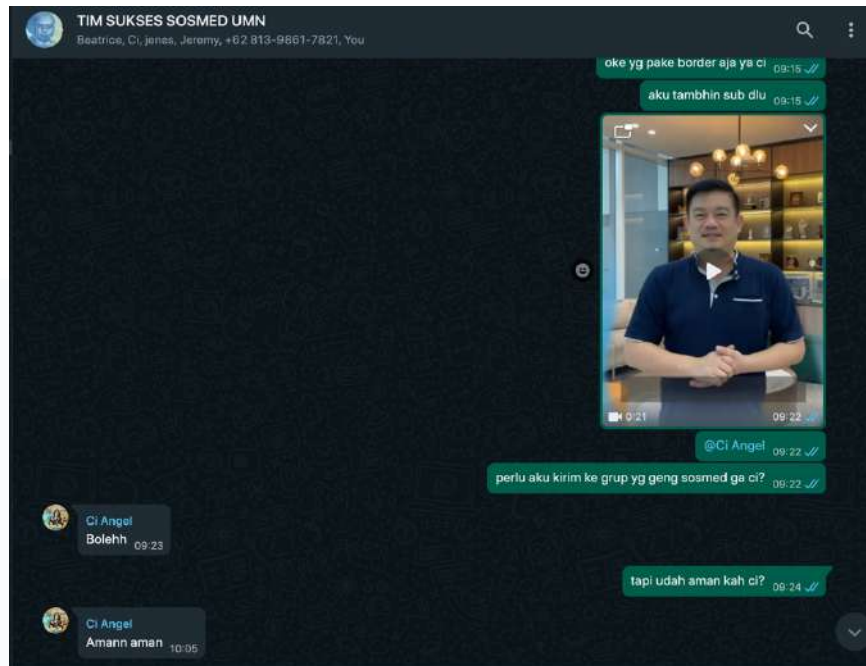 TIM SUKSES SOSMED UMN
Beatrice, Ci, jenas, Jeremy, +62 813-9861-7821, You
oke yg pake border aja ya ci 09:15
aku tambhin sub dlu 09:15
0:21 09:22
@Ci Angel 09:22
perlu aku kirim ke grup yg geng sosmed ga ci? 09:22
Ci Angel
Bolehh 09:23
tapi udah aman kah ci? 09:24
Ci Angel
Amann aman 10:05